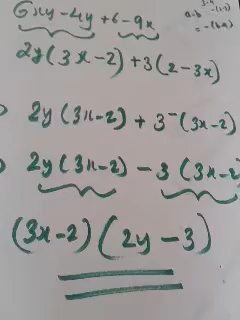 6xy-4y+6-9x
a-b
=-(b-a)
2y(3x-2)+3(2-3x)
2y(3x-2)+3-(3x-2)
2y(3x-2)-3(3x-2)
(3x-2)(2y-3)